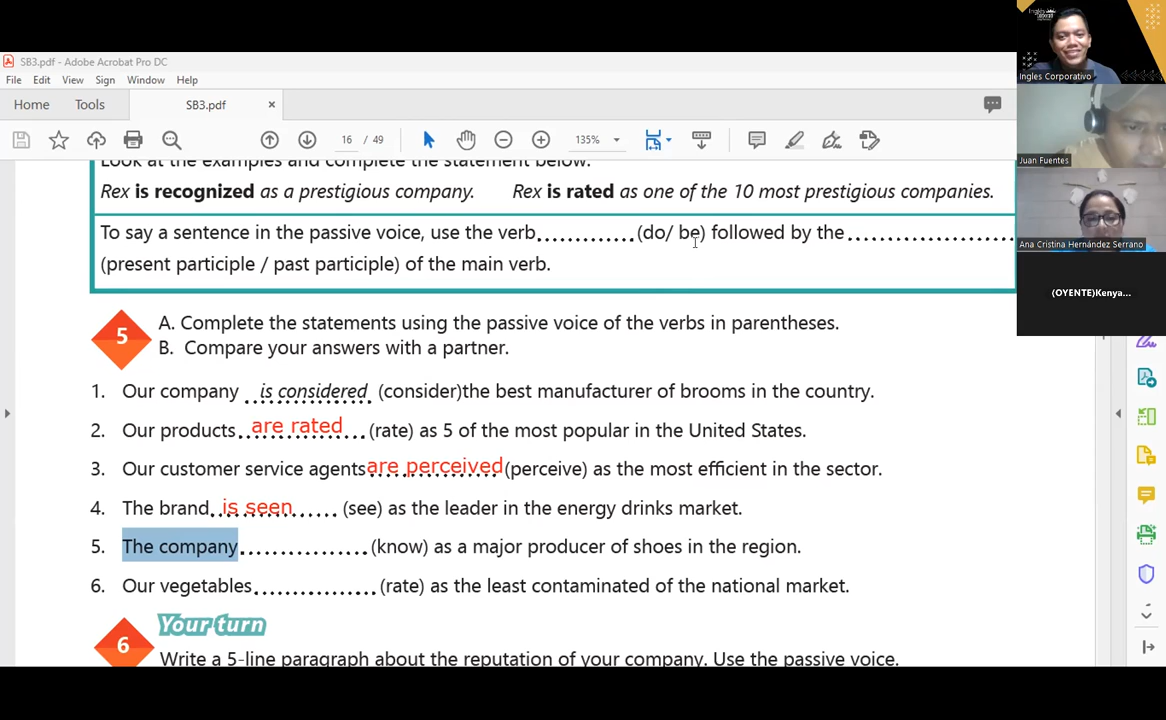 SB3.pdf - Adobe Acrobat Pro DC
File Edit View Sign Window Help
Home Tools SB3.pdf ×
16 / 49 135%
Look at the examples and complete the statement below.
Rex is recognized as a prestigious company. Rex is rated as one of the 10 most prestigious companies.
To say a sentence in the passive voice, use the verb.............(do/ be) followed by the ......................
(present participle / past participle) of the main verb.
5
A. Complete the statements using the passive voice of the verbs in parentheses.
B. Compare your answers with a partner.
1. Our company is considered (consider)the best manufacturer of brooms in the country.
2. Our products are rated (rate) as 5 of the most popular in the United States.
3. Our customer service agents are perceived (perceive) as the most efficient in the sector.
4. The brand is seen (see) as the leader in the energy drinks market.
5. The company................(know) as a major producer of shoes in the region.
6. Our vegetables...............(rate) as the least contaminated of the national market.
Your turn
6
Write a 5-line paragraph about the reputation of your company. Use the passive voice.
Ingles Corporativo
Juan Fuentes
Ana Cristina Hernández Serrano
(OYENTE)Kenya...